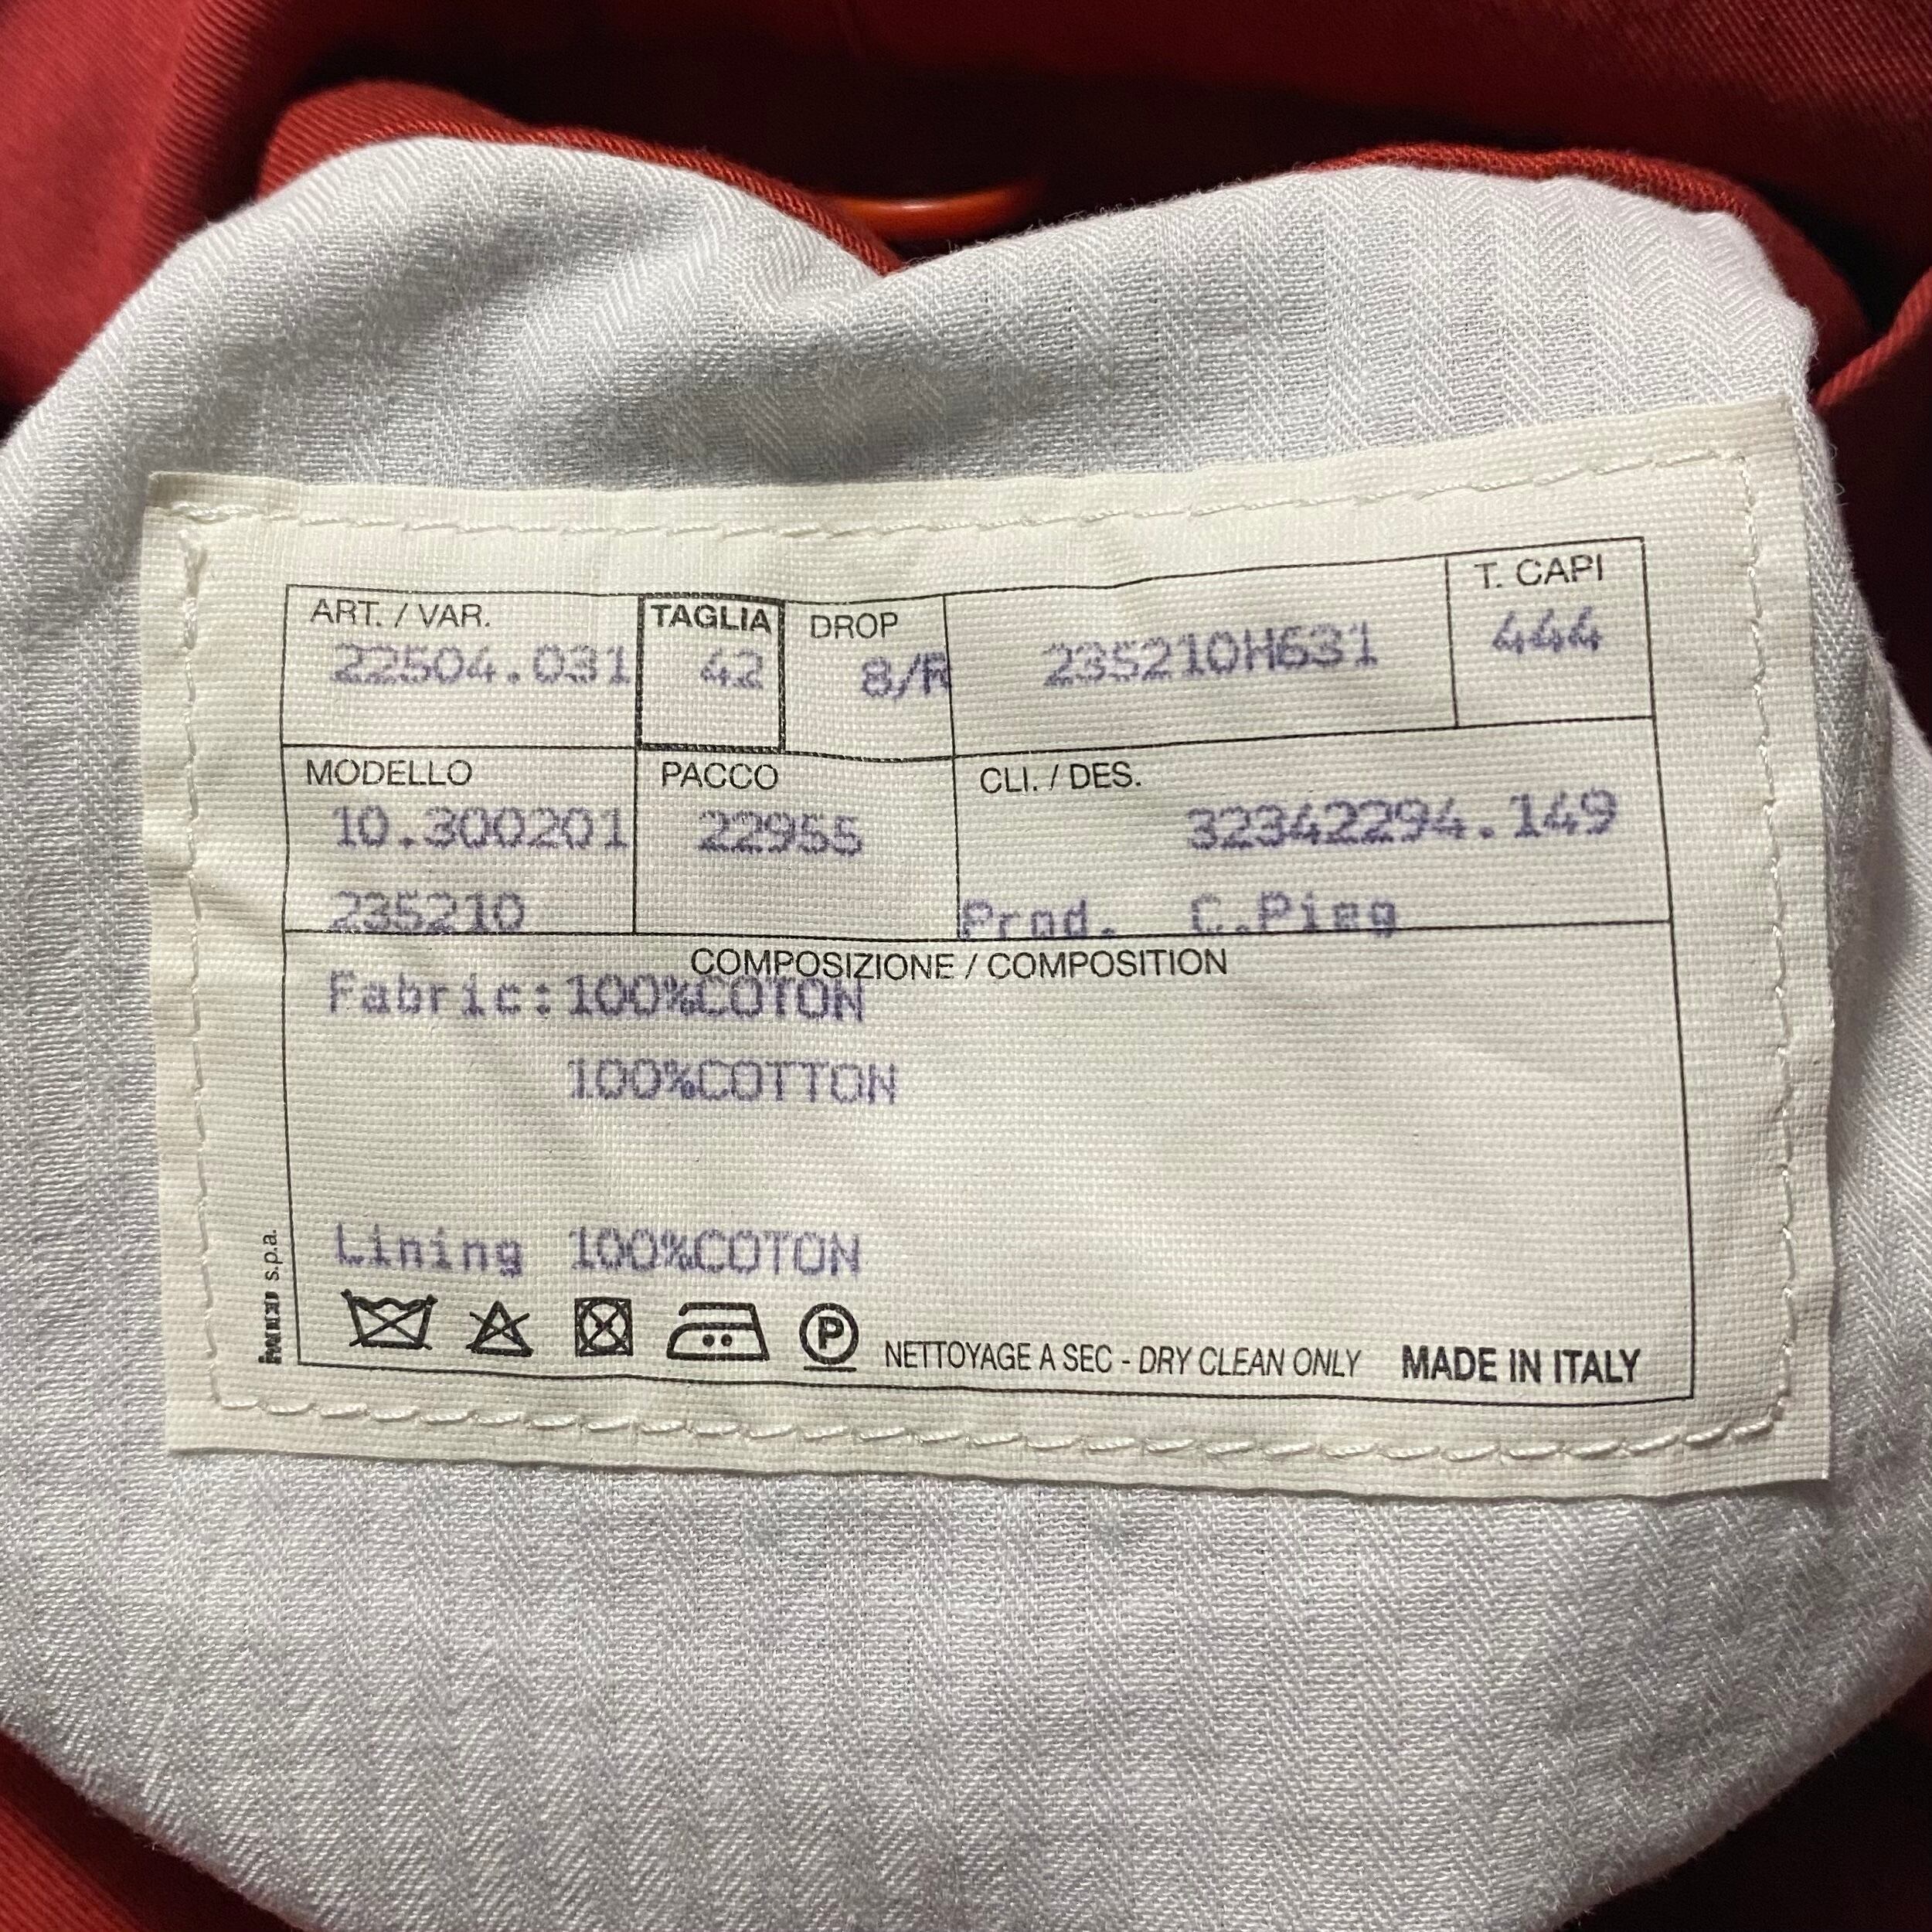 ART. / VAR.
22504.031
TAGLIA
42
DROP
8/R
235210H631
T. CAPI
444
MODELLO
10.300201
235210
PACCO
22955
CLI. / DES.
32342294.149
Prod. C.Pieg
COMPOSIZIONE / COMPOSITION
Fabric:100%COTON
100%COTTON
Lining 100%COTON
P
NETTOYAGE A SEC - DRY CLEAN ONLY MADE IN ITALY
s.p.a.